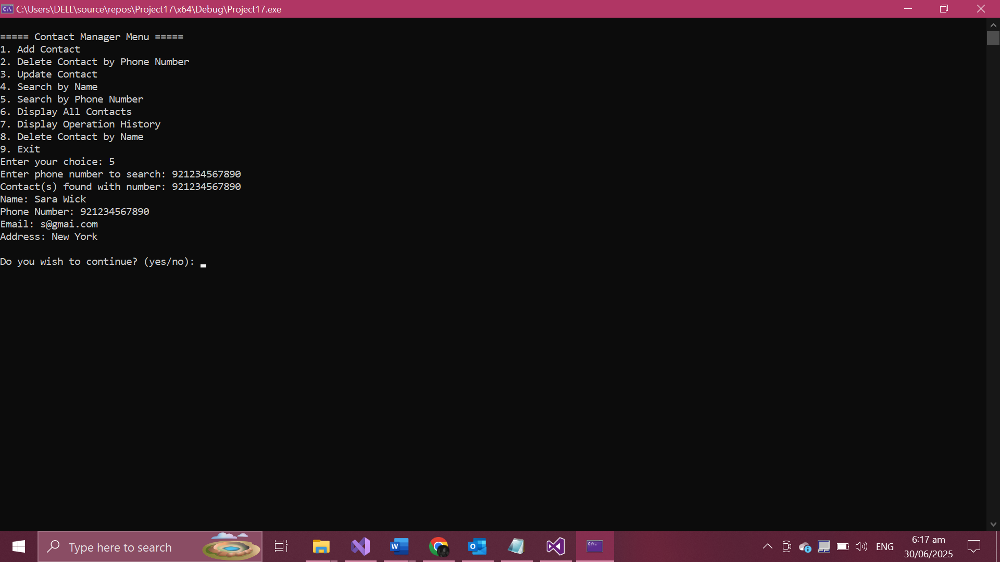 C:\Users\DELL\source\repos\Project17\x64\Debug\Project17.exe
===== Contact Manager Menu =====
1. Add Contact
2. Delete Contact by Phone Number
3. Update Contact
4. Search by Name
5. Search by Phone Number
6. Display All Contacts
7. Display Operation History
8. Delete Contact by Name
9. Exit
Enter your choice: 5
Enter phone number to search: 921234567890
Contact(s) found with number: 921234567890
Name: Sara Wick
Phone Number: 921234567890
Email: s@gmai.com
Address: New York
Do you wish to continue? (yes/no):
Type here to search
ENG
6:17 am
30/06/2025